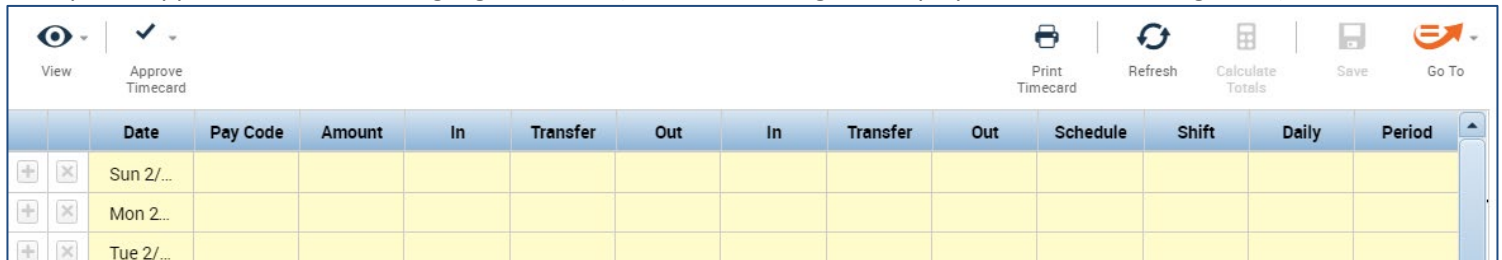 View
Approve
Timecard
Print
Timecard
Refresh
Calculate
Totals
Save
Go To
Date Pay Code Amount In Transfer Out In Transfer Out Schedule Shift Daily Period
Sun 2/...
Mon 2...
Tue 2/...